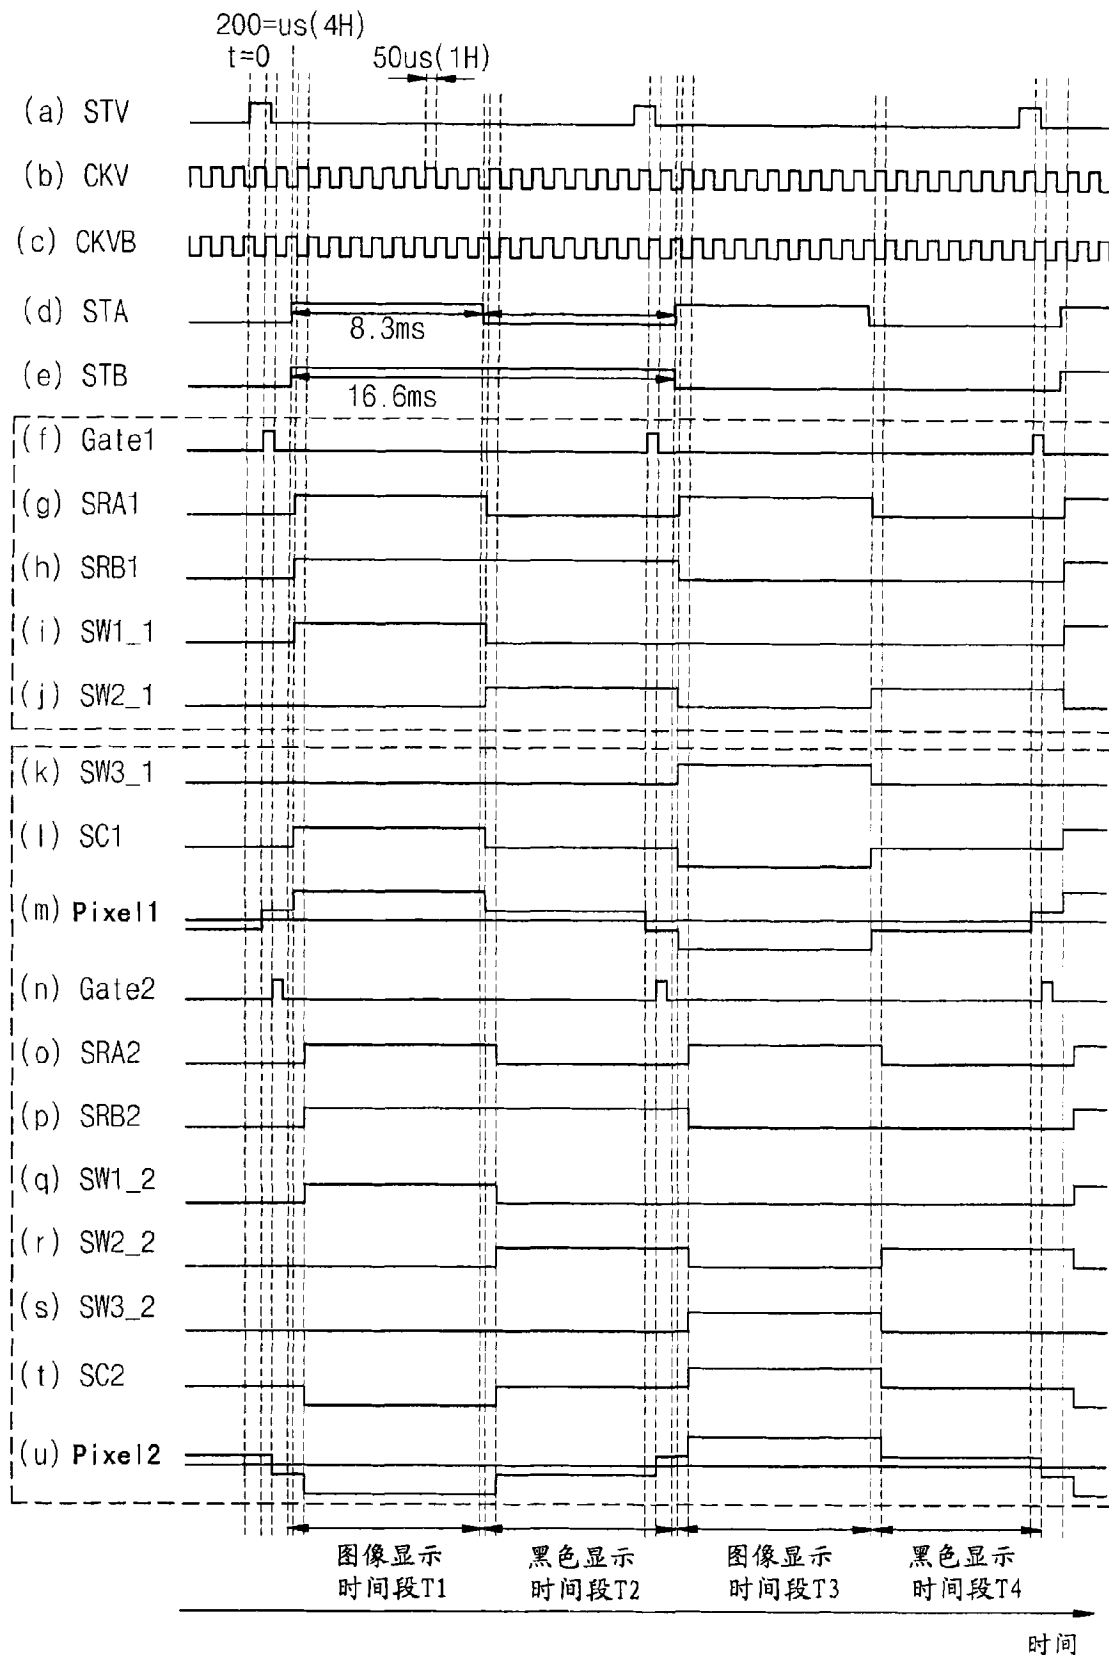 200=us(4H)
t=0
50us(1H)
(a) STV
(b) CKV
(c) CKVB
(d) STA
8.3ms
(e) STB
16.6ms
(f) Gate1
(g) SRA1
(h) SRB1
(i) SW1_1
(j) SW2_1
(k) SW3_1
(l) SC1
(m) Pixel1
(n) Gate2
(o) SRA2
(p) SRB2
(q) SW1_2
(r) SW2_2
(s) SW3_2
(t) SC2
(u) Pixel2
图像显示
时间段T1
黑色显示
时间段T2
图像显示
时间段T3
黑色显示
时间段T4
时间